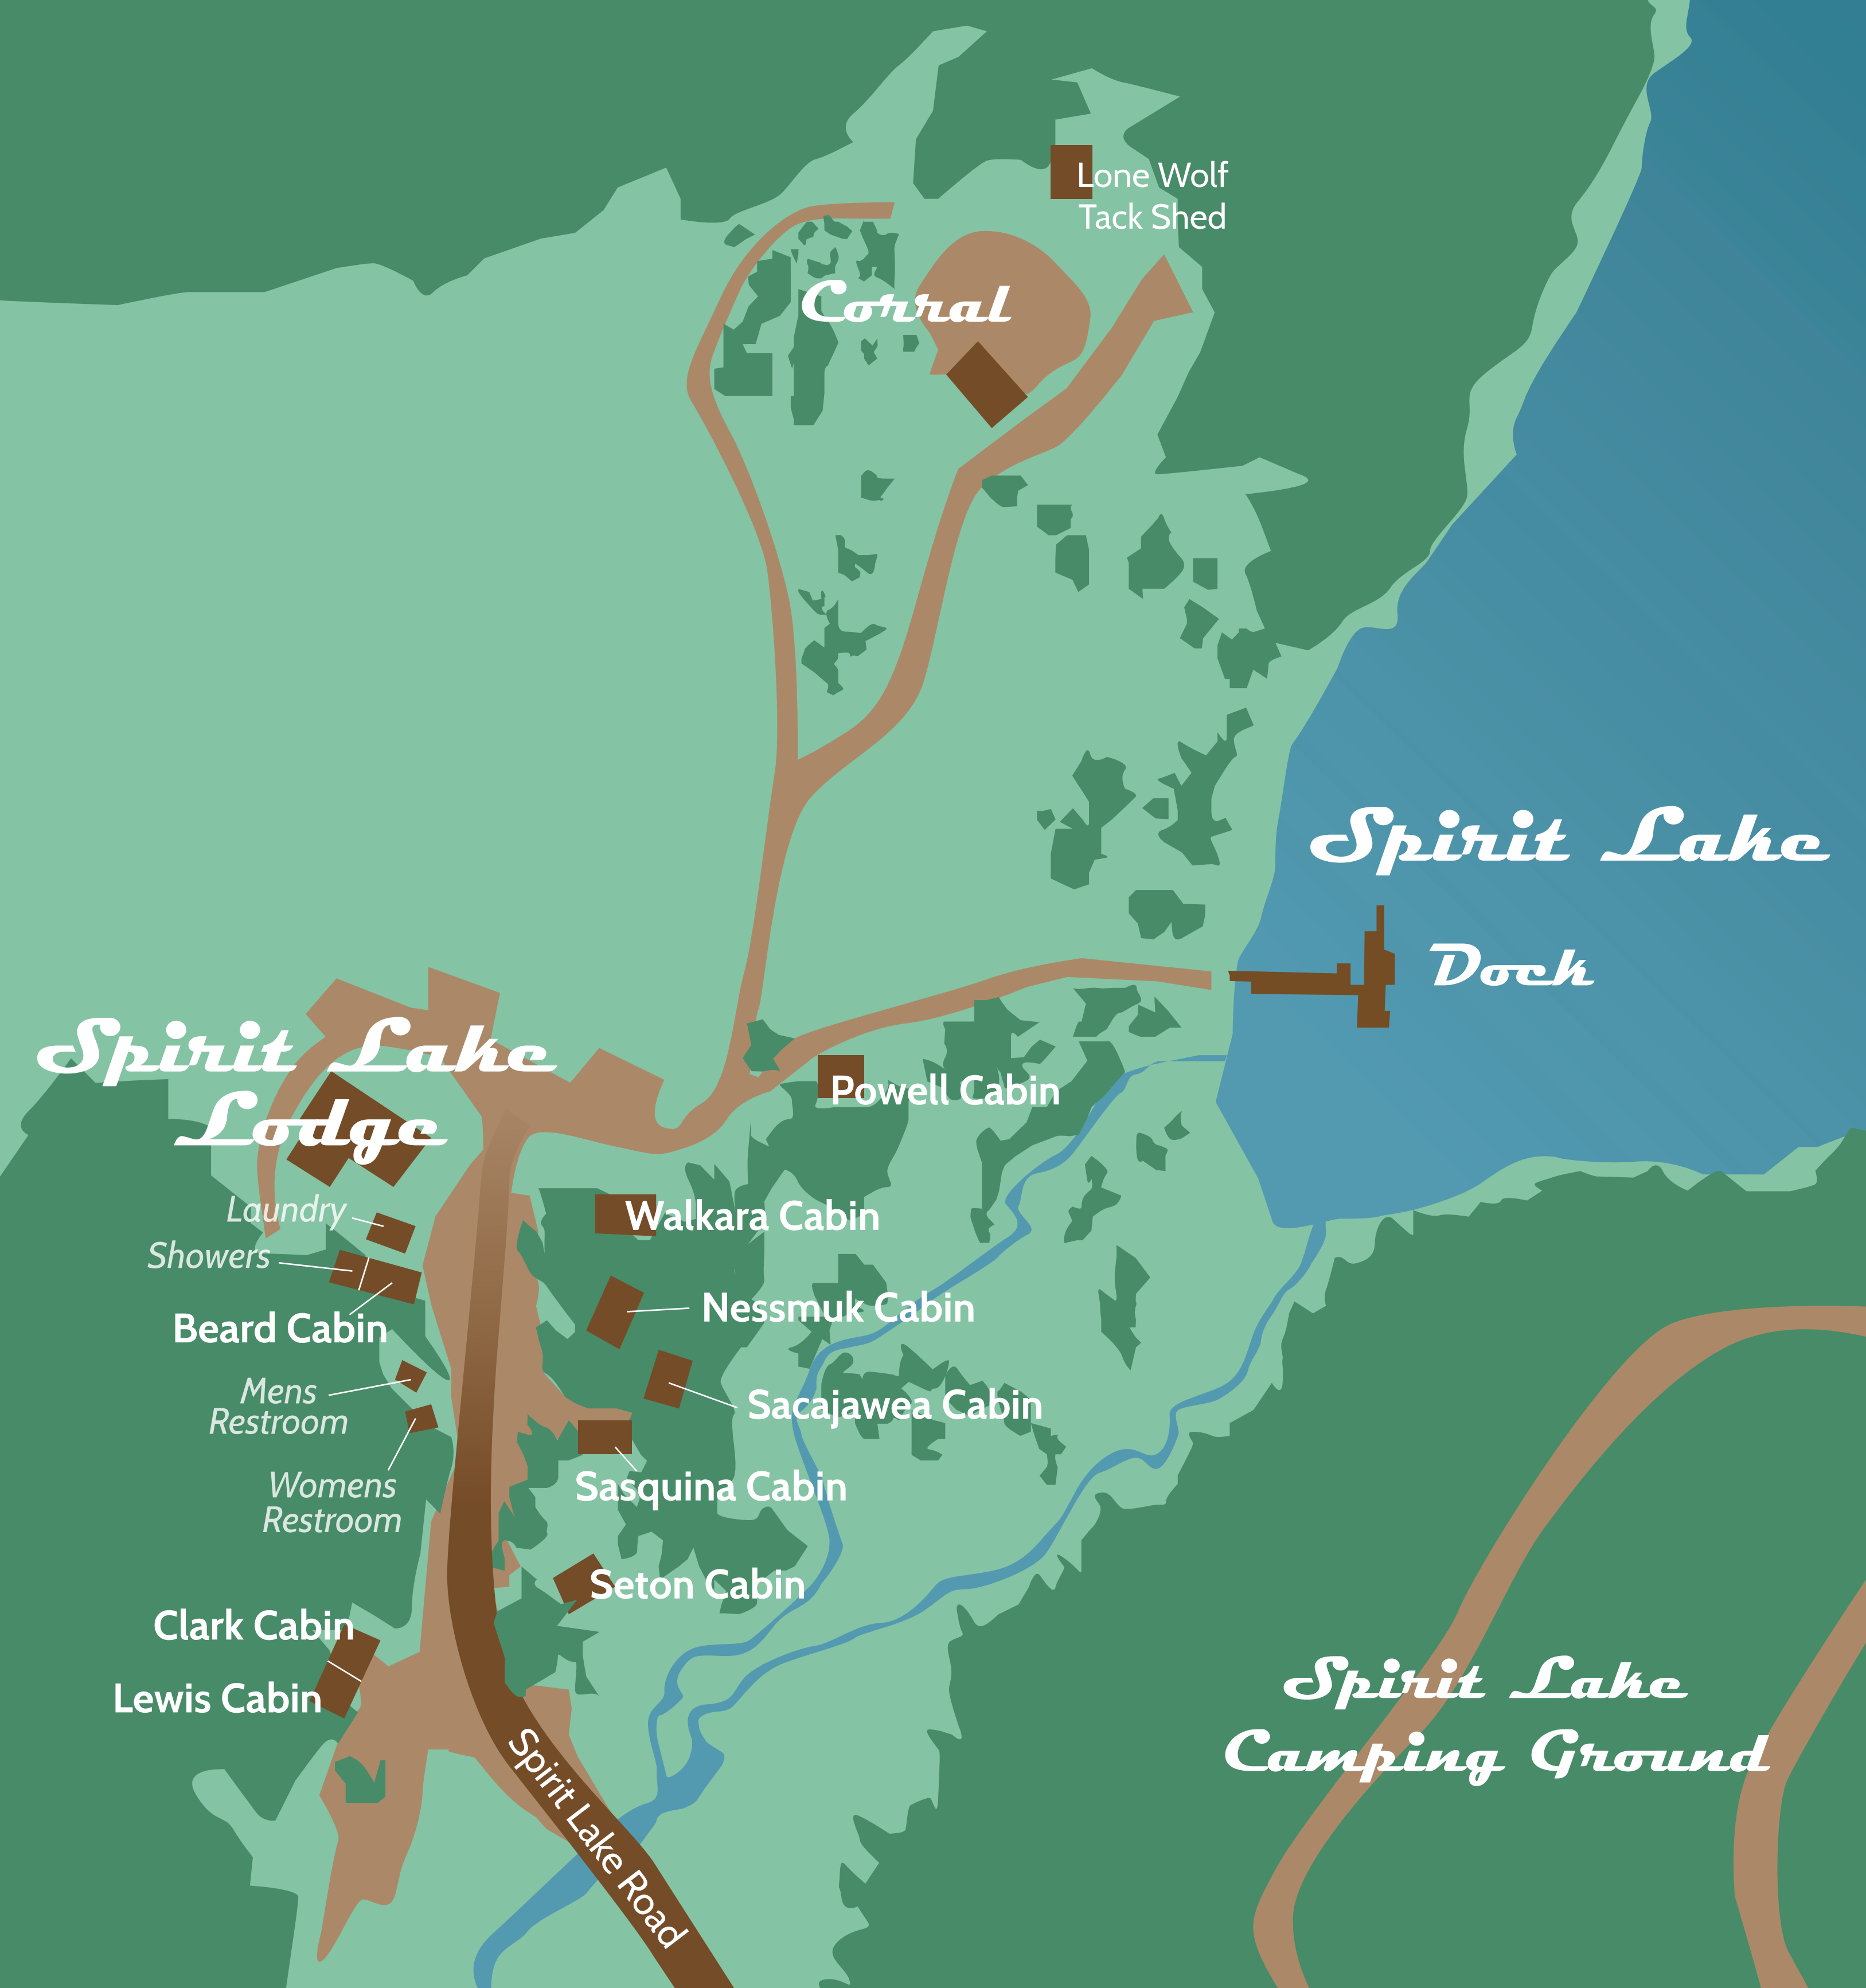 Lone Wolf
Tack Shed
Corral
Spirit Lake
Dock
Spirit Lake
Lodge
Powell Cabin
Laundry
Walkara Cabin
Showers
Nessmuk Cabin
Beard Cabin
Mens
Restroom
Sacajawea Cabin
Womens
Restroom
Sasquina Cabin
Seton Cabin
Clark Cabin
Lewis Cabin
Spirit Lake
Camping Ground
Spirit Lake Road